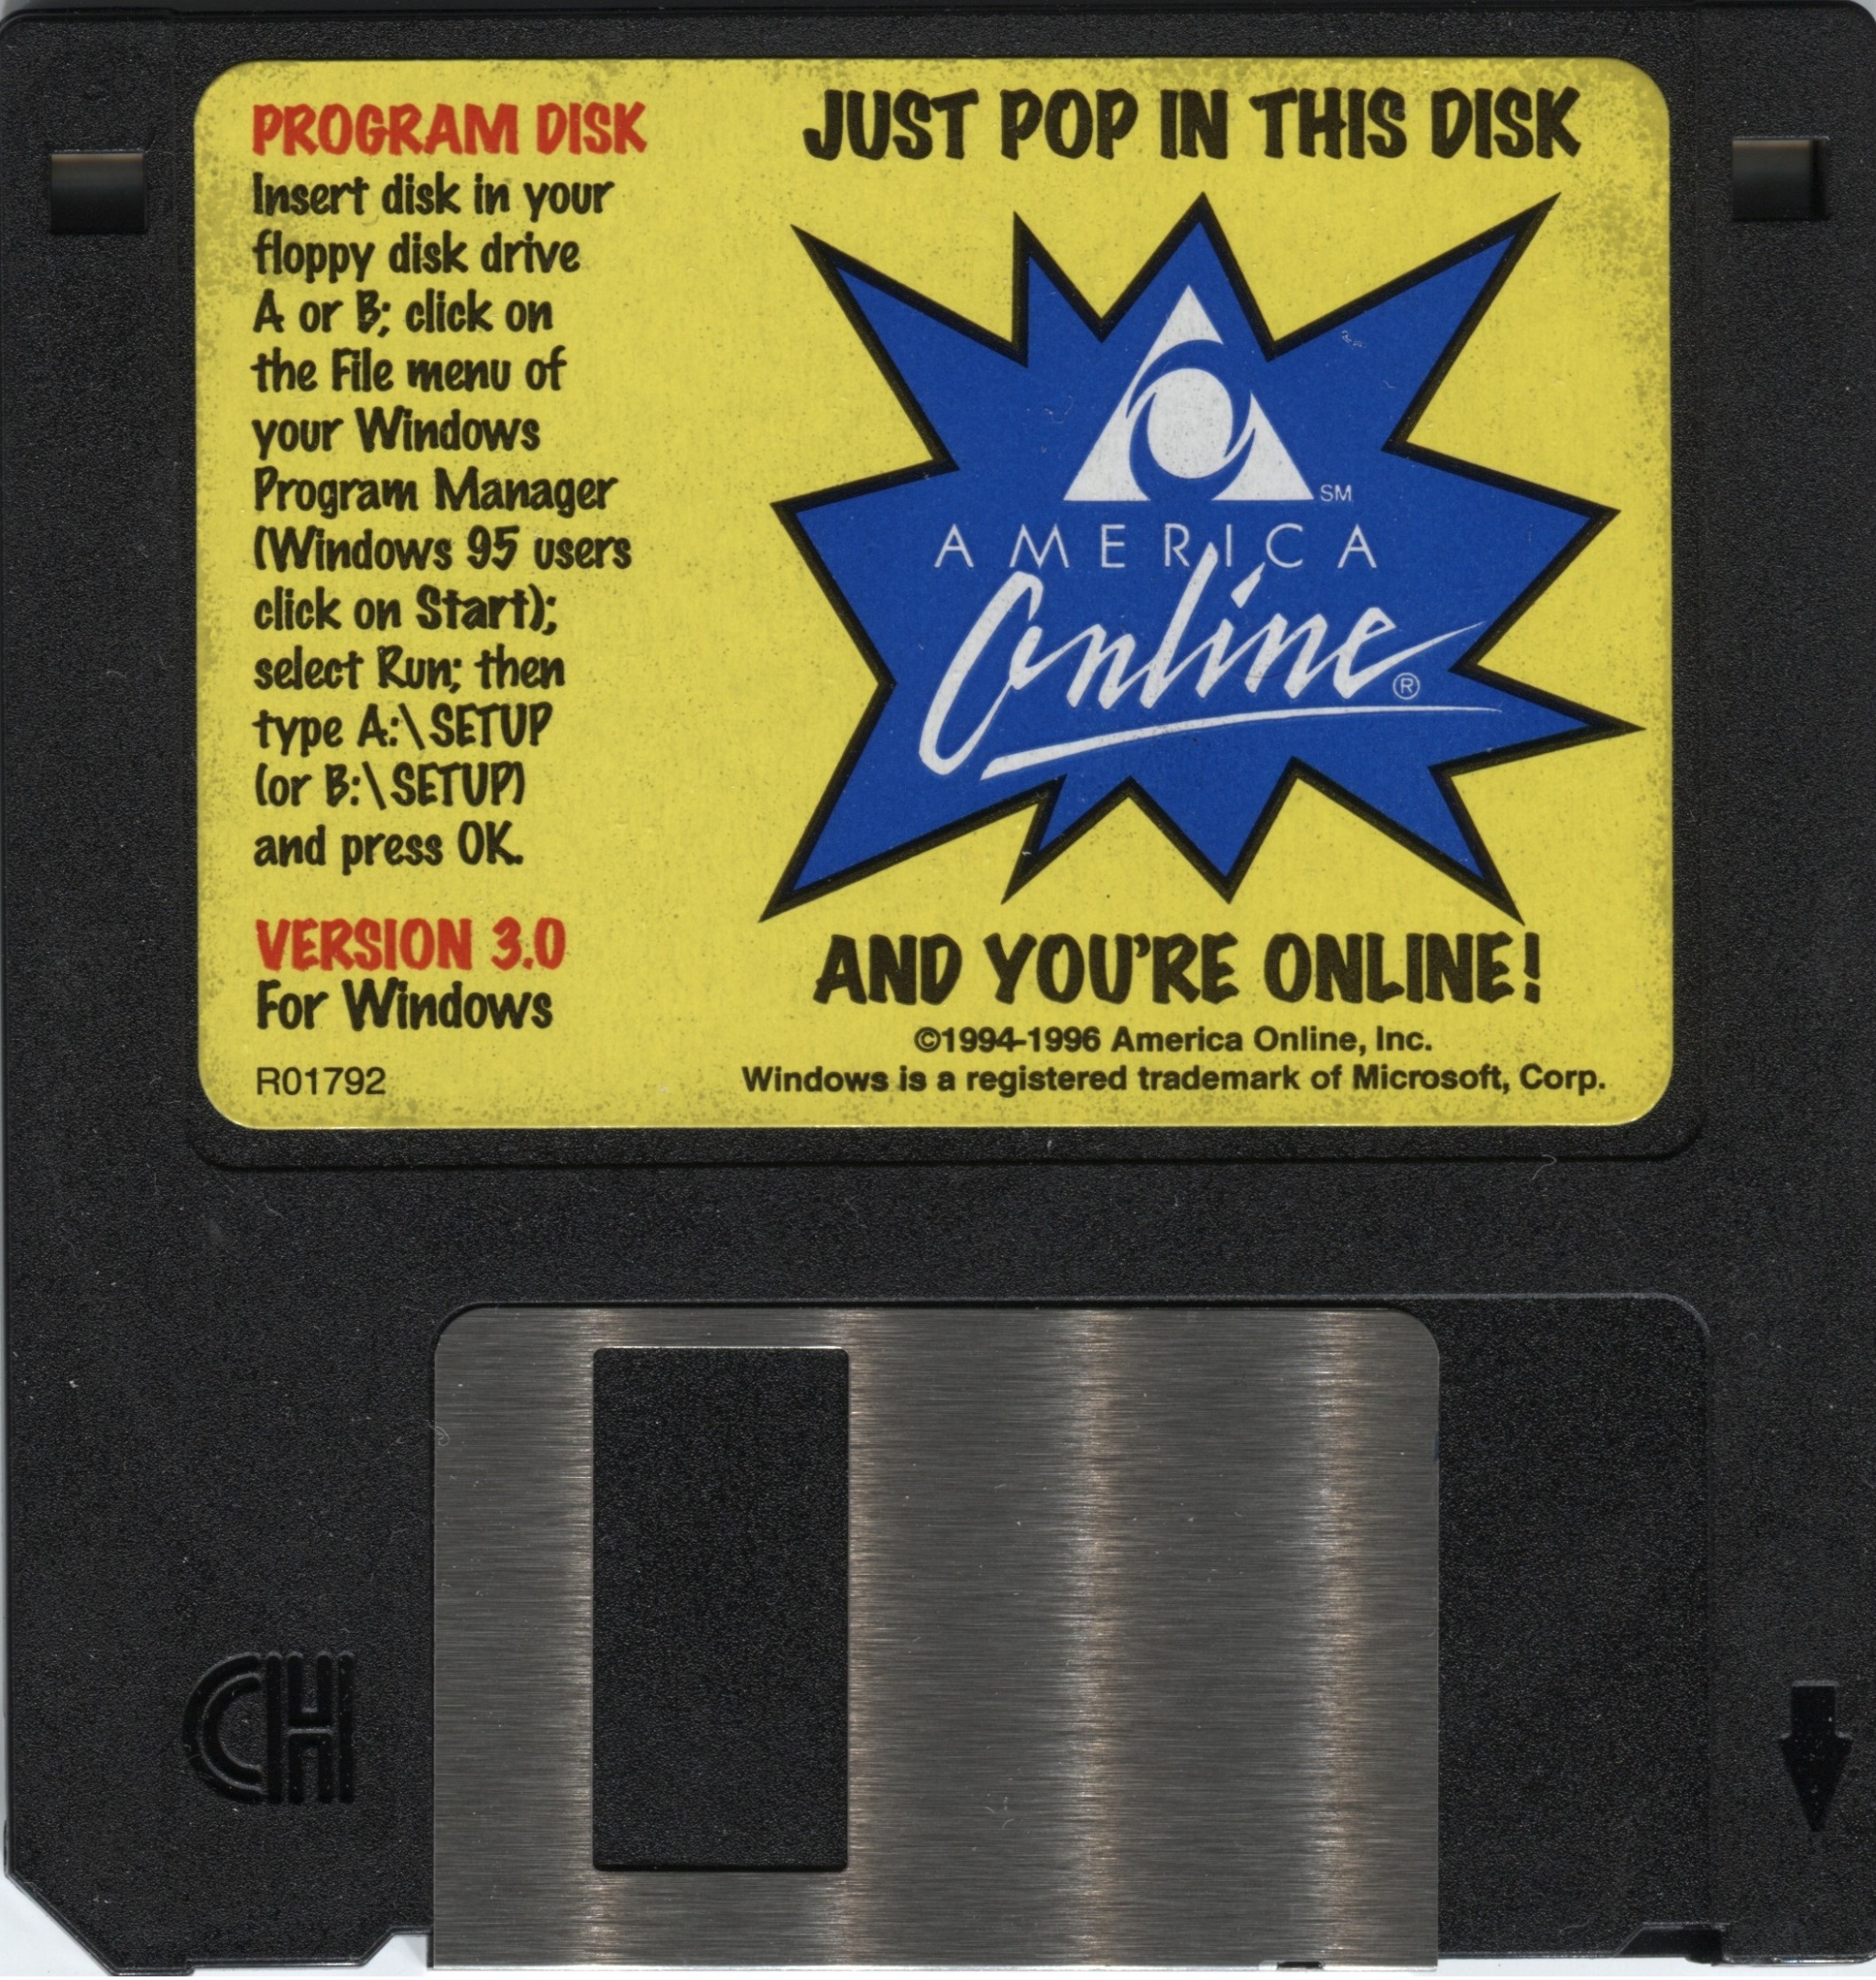 PROGRAM DISK
Insert disk in your
floppy disk drive
A or B; click on
the File menu of
your Windows
Program Manager
(Windows 95 users
click on Start);
select Run; then
type A:\SETUP
(or B:\SETUP)
and press OK.
VERSION 3.0
For Windows
R01792
JUST POP IN THIS DISK
SM
AMERICA
Online®
AND YOU'RE ONLINE!
©1994-1996 America Online, Inc.
Windows is a registered trademark of Microsoft, Corp.
CH